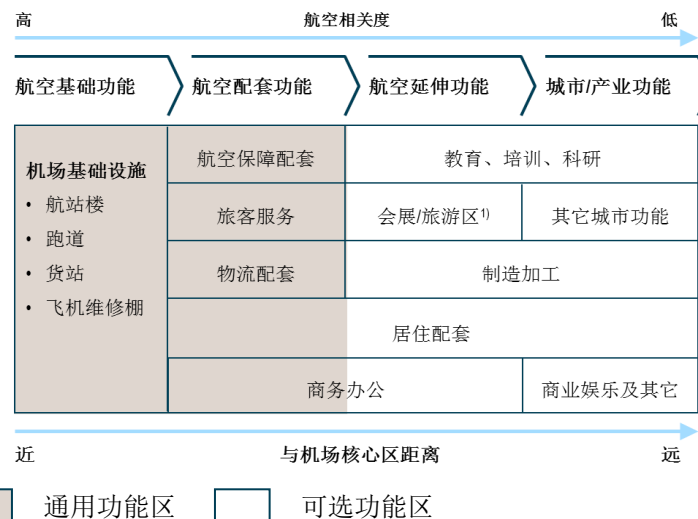 高 航空相关度 低
航空基础功能 航空配套功能 航空延伸功能 城市/产业功能
机场基础设施
• 航站楼
• 跑道
• 货站
• 飞机维修棚
航空保障配套 教育、培训、科研
旅客服务 会展/旅游区1) 其它城市功能
物流配套 制造加工
居住配套
商务办公 商业娱乐及其它
近 与机场核心区距离 远
通用功能区 可选功能区